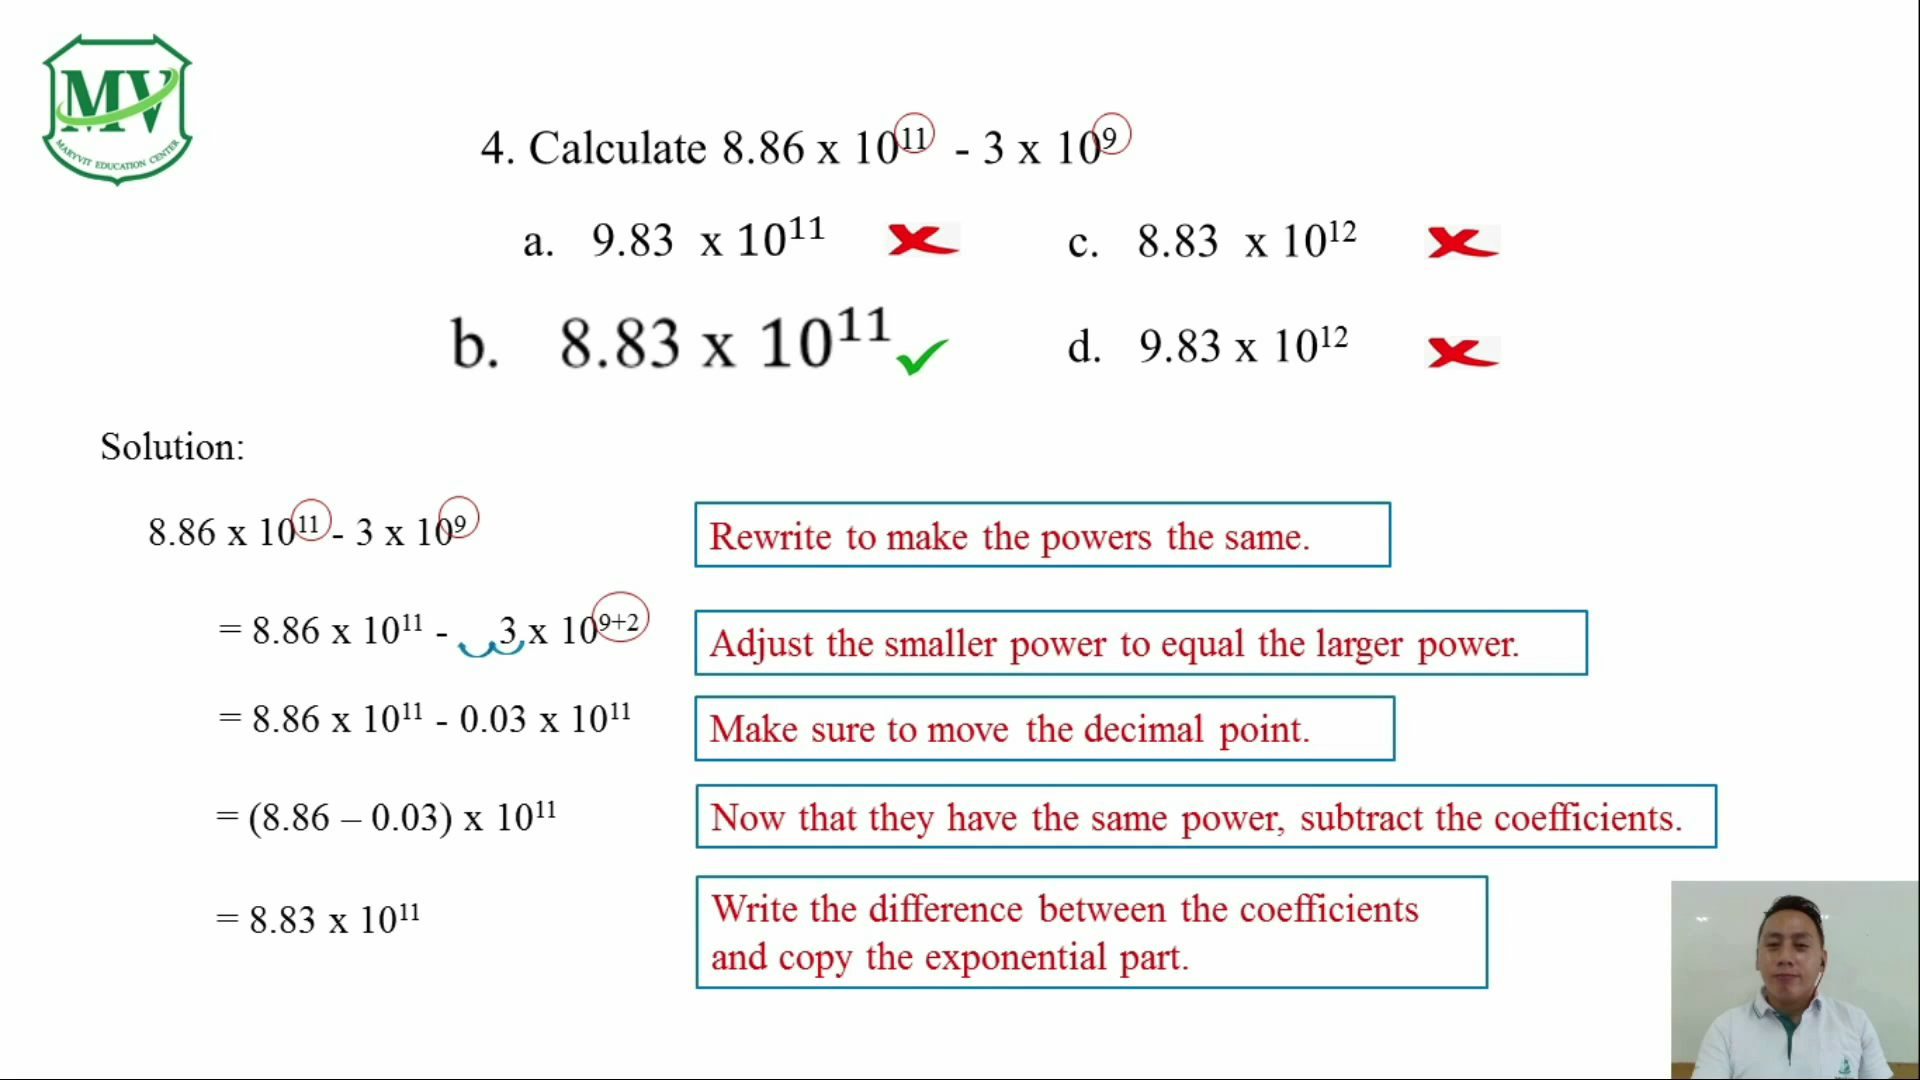 MV
MARYVIT EDUCATION CENTER
4. Calculate 8.86 x 10¹¹ - 3 x 10⁹
a. 9.83 x 10¹¹
c. 8.83 x 10¹²
b. 8.83 x 10¹¹
d. 9.83 x 10¹²
Solution:
8.86 x 10¹¹ - 3 x 10⁹
Rewrite to make the powers the same.
= 8.86 x 10¹¹ - 3 x 10⁹⁺²
Adjust the smaller power to equal the larger power.
= 8.86 x 10¹¹ - 0.03 x 10¹¹
Make sure to move the decimal point.
= (8.86 – 0.03) x 10¹¹
Now that they have the same power, subtract the coefficients.
= 8.83 x 10¹¹
Write the difference between the coefficients
and copy the exponential part.